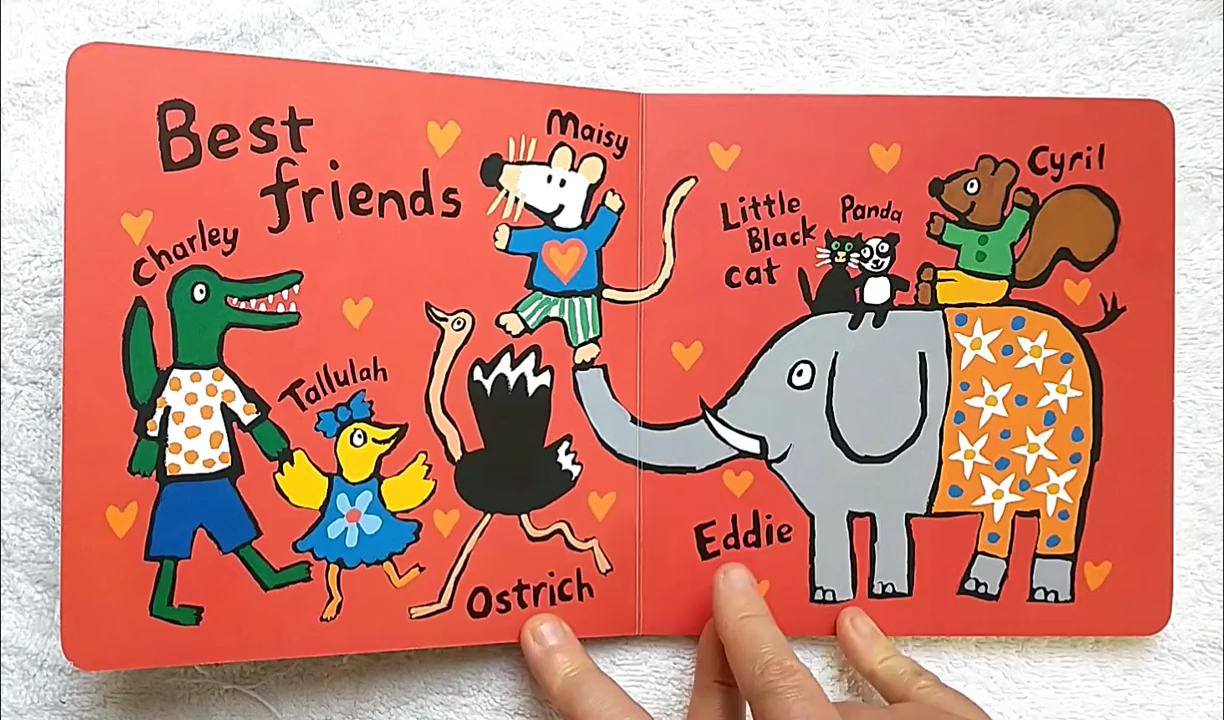 Best
friends
Maisy
Charley
Tallulah
Ostrich
Little
Black
cat
Panda
Cyril
Eddie